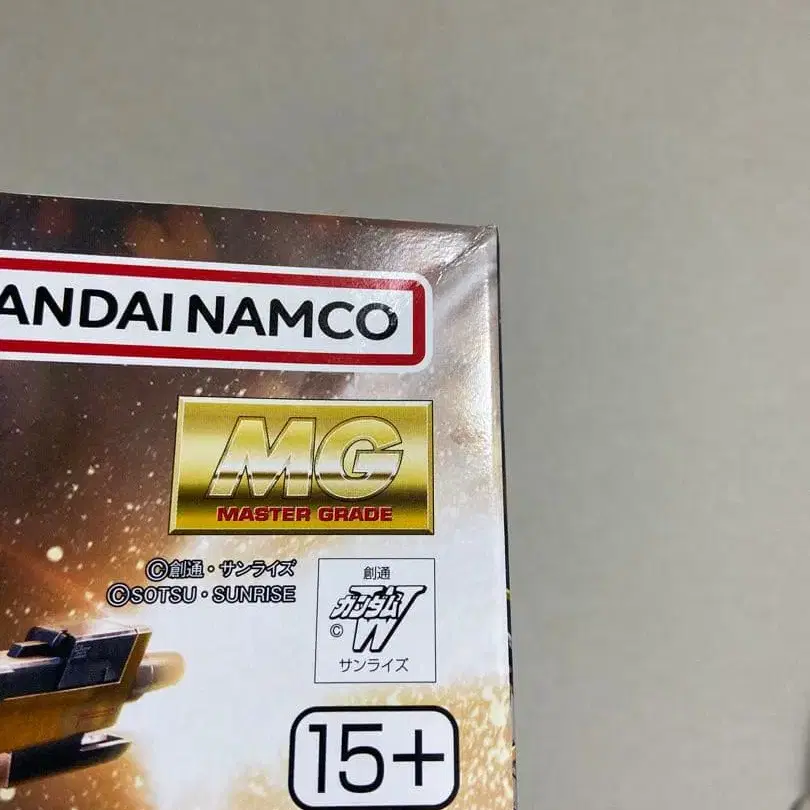 ANDAI NAMCO
MG
MASTER GRADE
©創通・サンライズ
©SOTSU・SUNRISE
創通
ガンダムW
©
サンライズ
15+